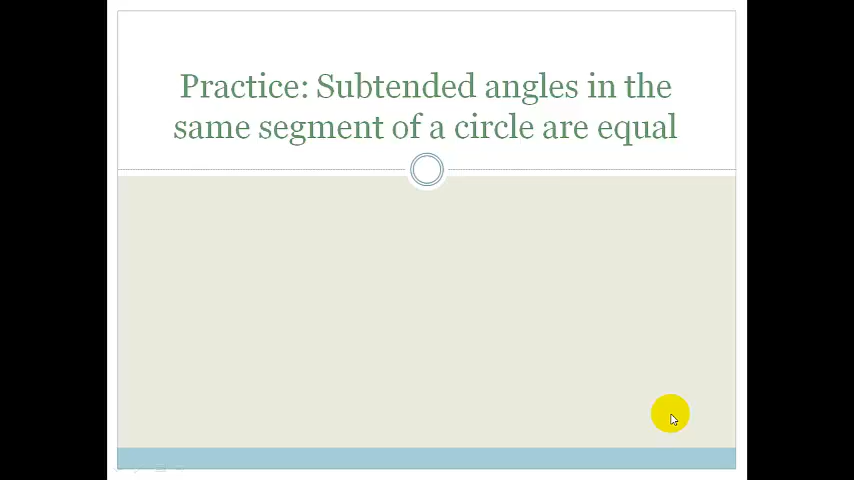 Practice: Subtended angles in the
same segment of a circle are equal